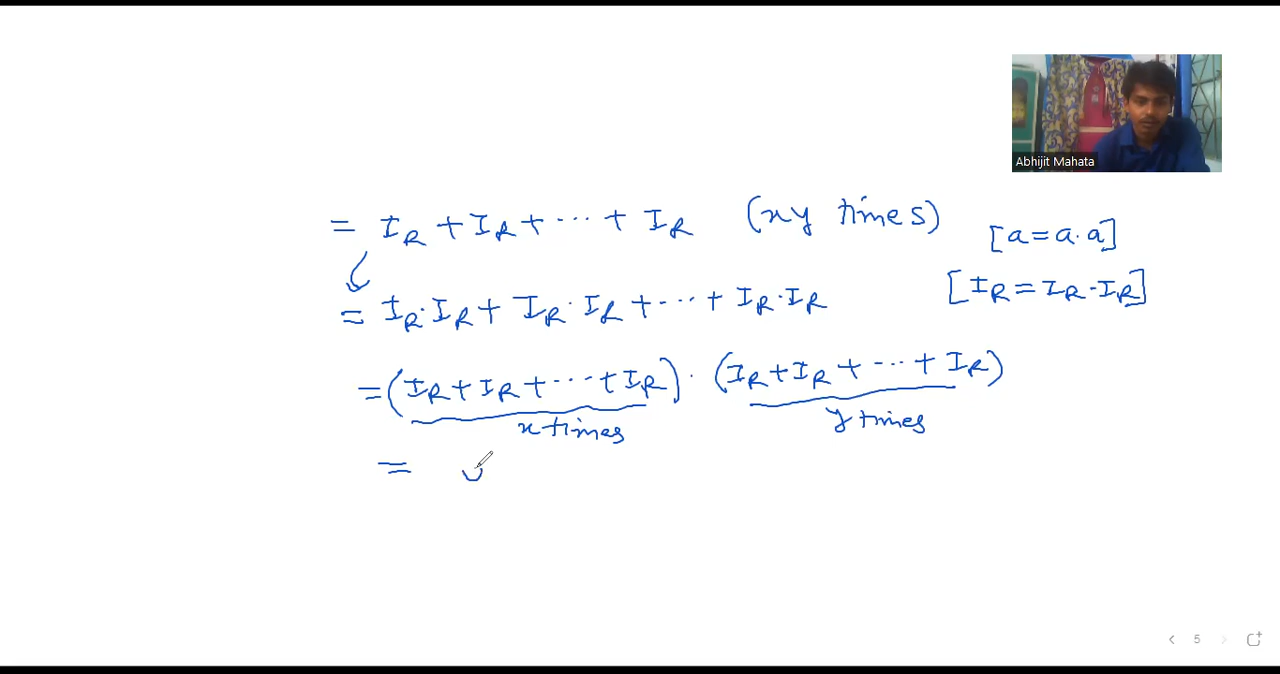 Abhijit Mahata
= I_R + I_R + ... + I_R (xy times) [a = a · a]
= I_R · I_R + I_R · I_R + ... + I_R · I_R [I_R = I_R · I_R]
= (I_R + I_R + ... + I_R) · (I_R + I_R + ... + I_R)
x times y times
=
5